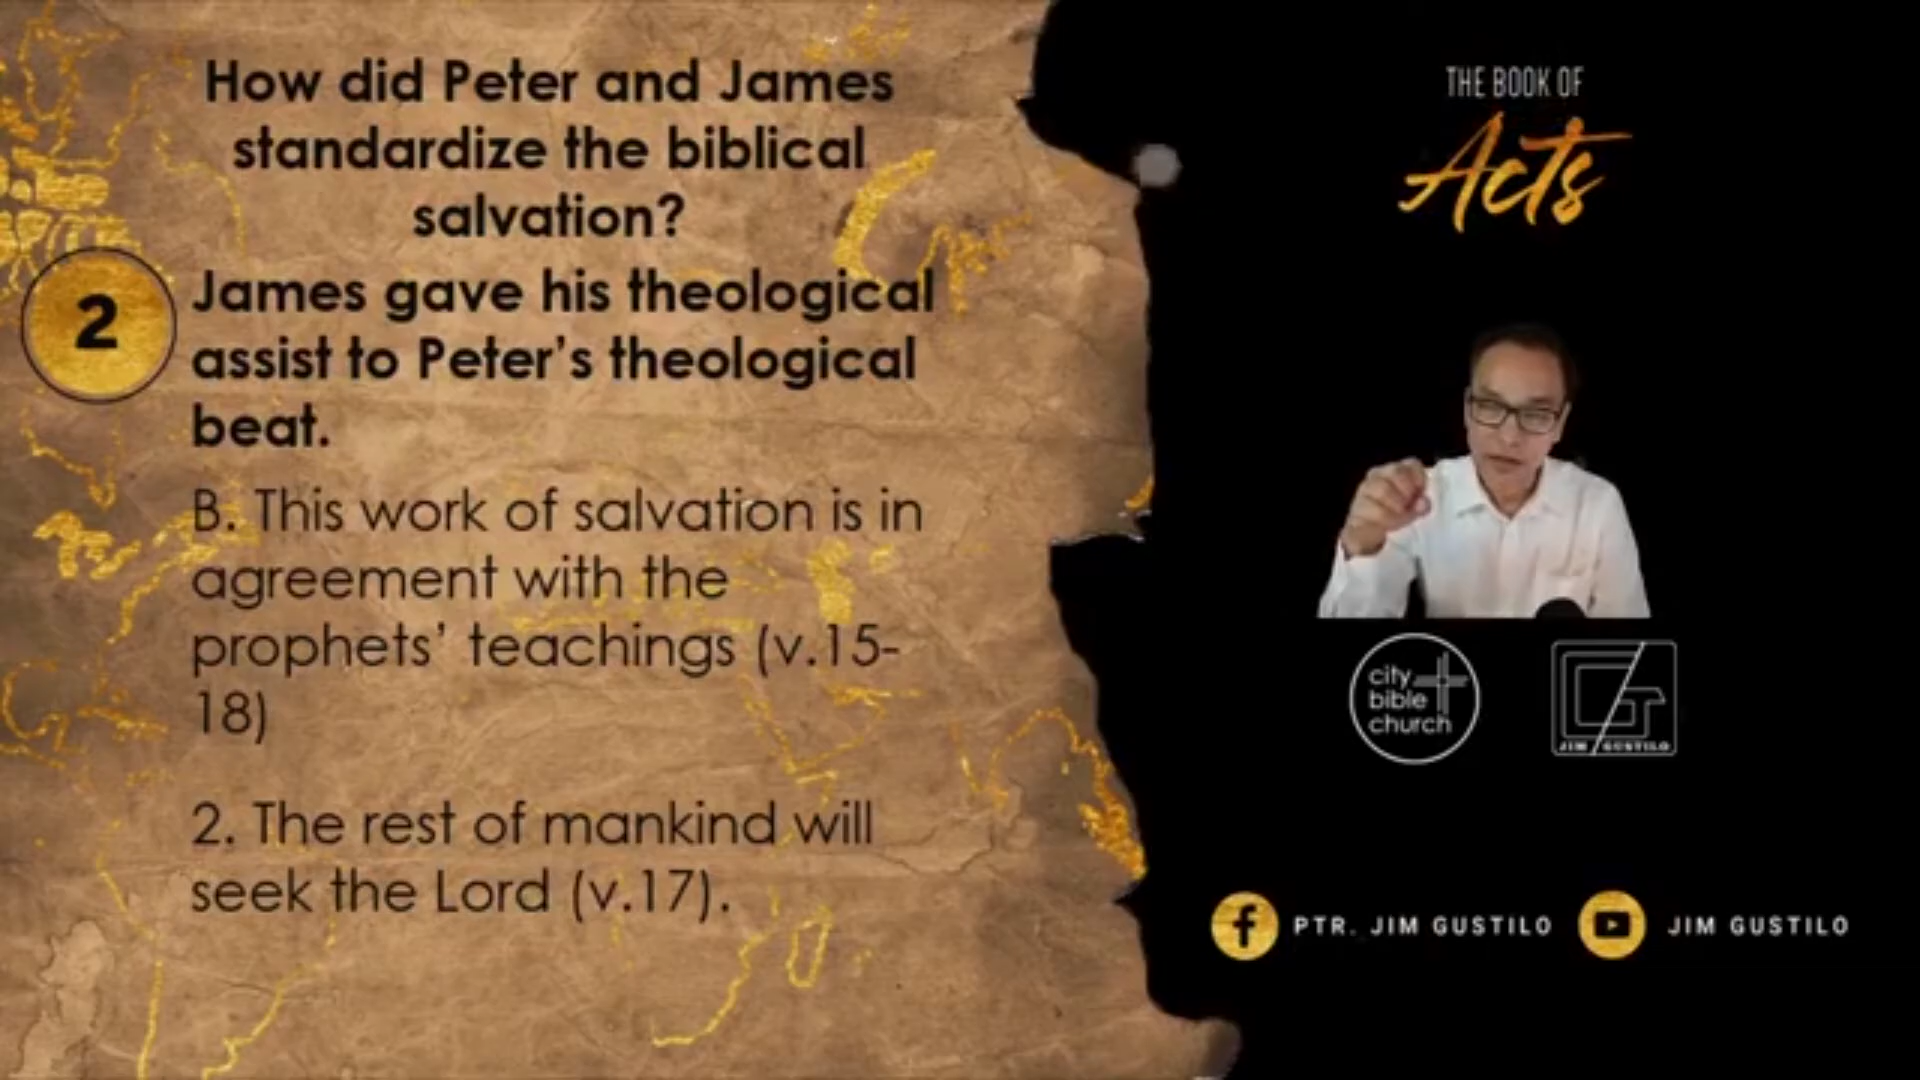 How did Peter and James
standardize the biblical
salvation?
2
James gave his theological
assist to Peter's theological
beat.
B. This work of salvation is in
agreement with the
prophets' teachings (v.15-
18)
2. The rest of mankind will
seek the Lord (v.17).
THE BOOK OF
Acts
city
bible
church
JIM GUSTILO
PTR. JIM GUSTILO
JIM GUSTILO